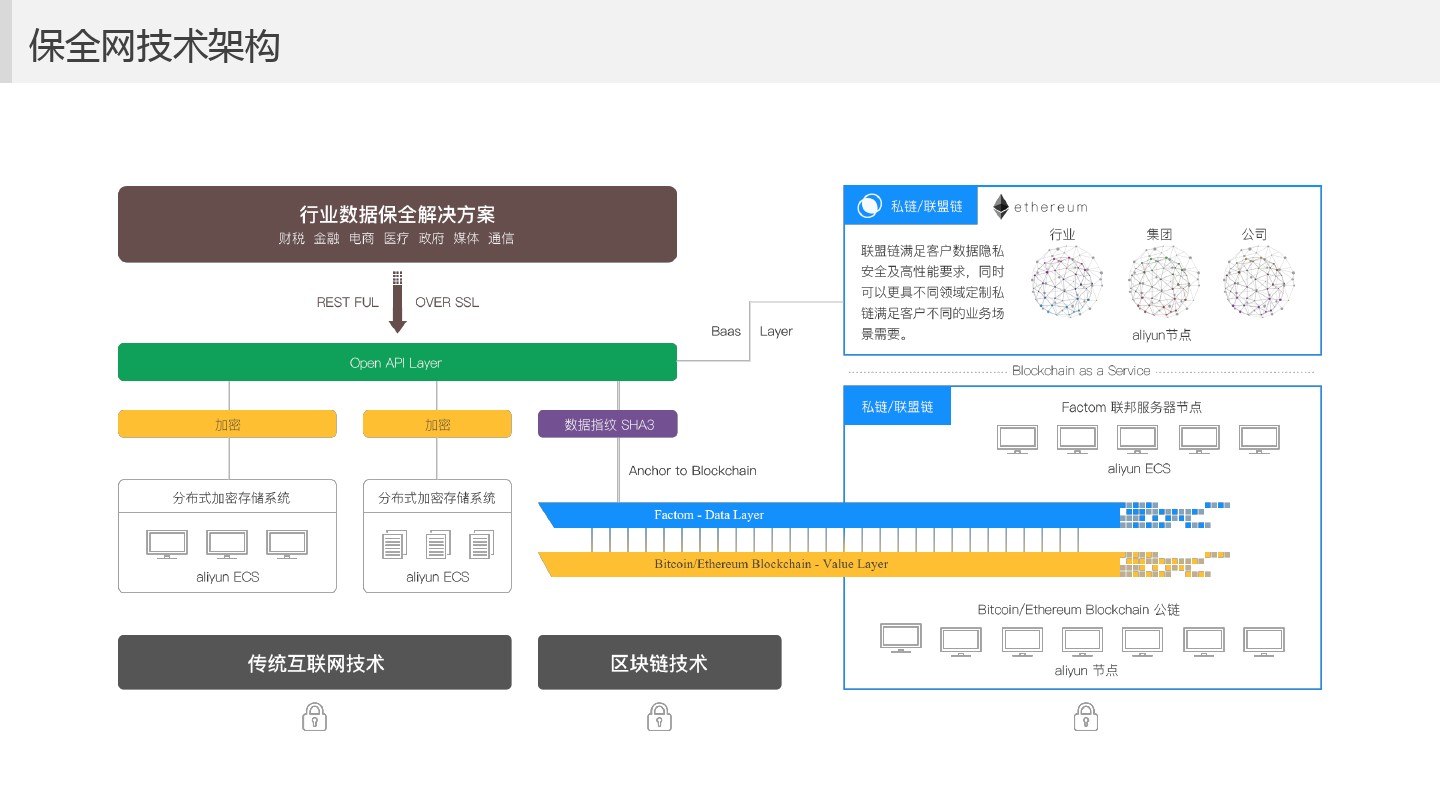 保全网技术架构
行业数据保全解决方案
财税 金融 电商 医疗 政府 媒体 通信
REST FUL OVER SSL
Open API Layer
Baas Layer
加密
加密
数据指纹 SHA3
Anchor to Blockchain
分布式加密存储系统
aliyun ECS
分布式加密存储系统
aliyun ECS
Factom - Data Layer
Bitcoin/Ethereum Blockchain - Value Layer
传统互联网技术
区块链技术
私链/联盟链
ethereum
联盟链满足客户数据隐私
安全及高性能要求，同时
可以更具不同领域定制私
链满足客户不同的业务场
景需要。
行业
集团
公司
aliyun节点
Blockchain as a Service
私链/联盟链
Factom 联邦服务器节点
aliyun ECS
Bitcoin/Ethereum Blockchain 公链
aliyun 节点